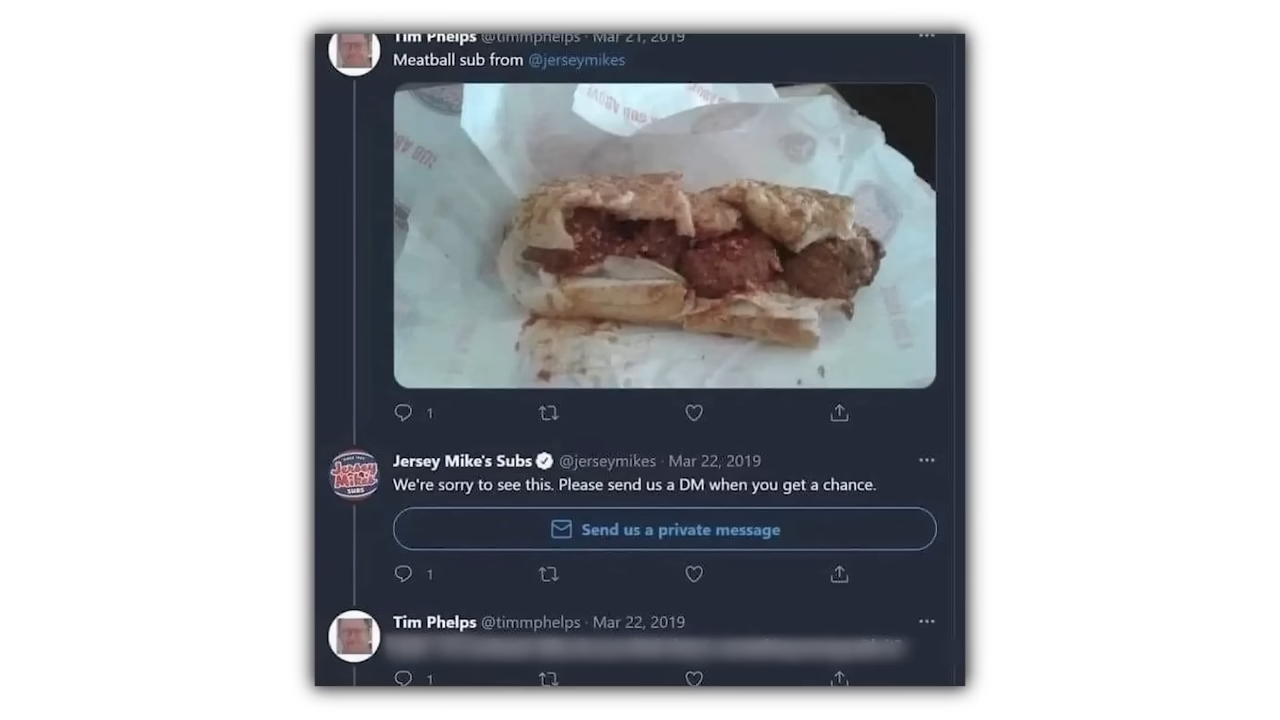 Tim Phelps @timmphelps · Mar 21, 2019
Meatball sub from @jerseymikes
1
Jersey Mike's Subs @jerseymikes · Mar 22, 2019
We're sorry to see this. Please send us a DM when you get a chance.
Send us a private message
1
Tim Phelps @timmphelps · Mar 22, 2019
1